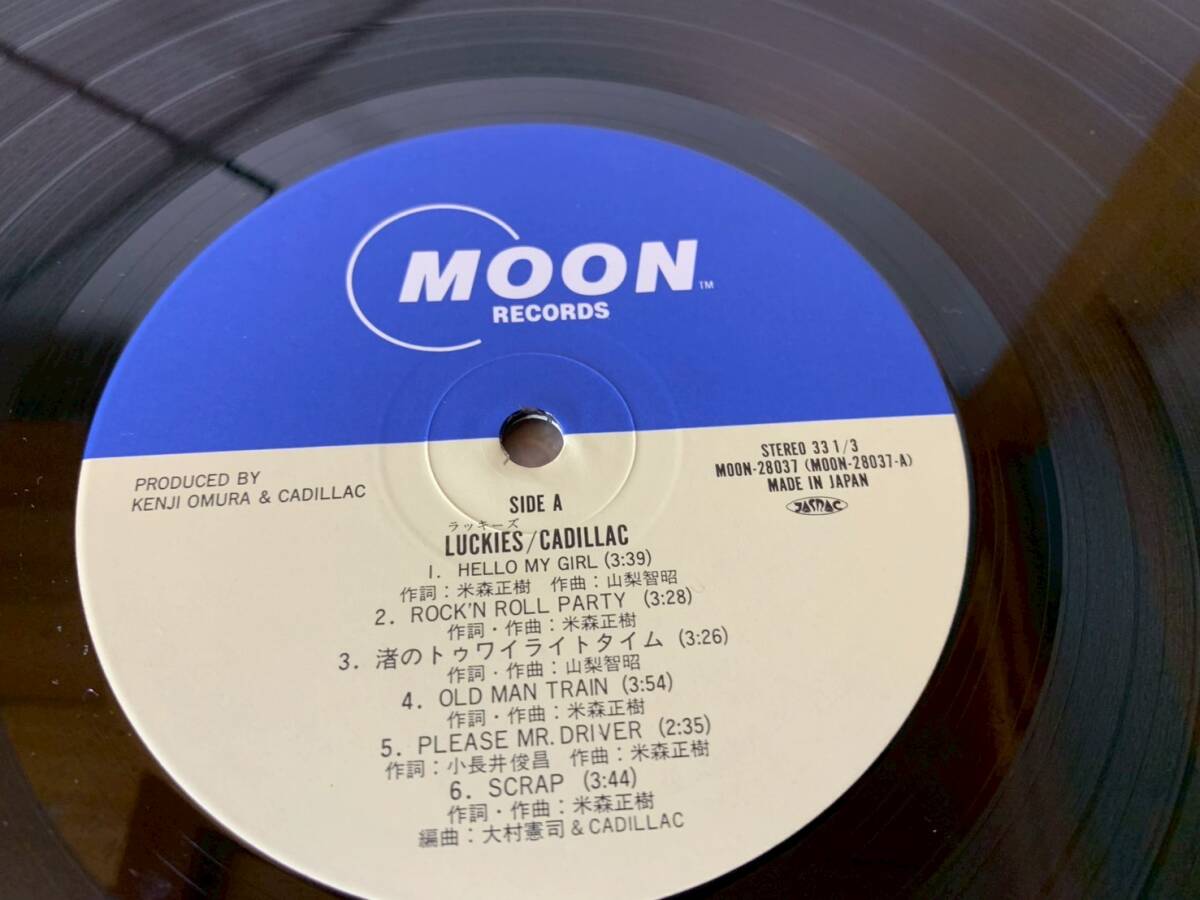 MOON TM
RECORDS
PRODUCED BY
KENJI OMURA & CADILLAC
STEREO 33 1/3
MOON-28037 (MOON-28037-A)
MADE IN JAPAN
JASRAC
SIDE A
ラッキーズ
LUCKIES/CADILLAC
1. HELLO MY GIRL (3:39)
作詞:米森正樹 作曲:山梨智昭
2. ROCK'N ROLL PARTY (3:28)
作詞・作曲:米森正樹
3. 渚のトゥワイライトタイム (3:26)
作詞・作曲:山梨智昭
4. OLD MAN TRAIN (3:54)
作詞・作曲:米森正樹
5. PLEASE MR. DRIVER (2:35)
作詞:小長井俊昌 作曲:米森正樹
6. SCRAP (3:44)
作詞・作曲:米森正樹
編曲:大村憲司&CADILLAC